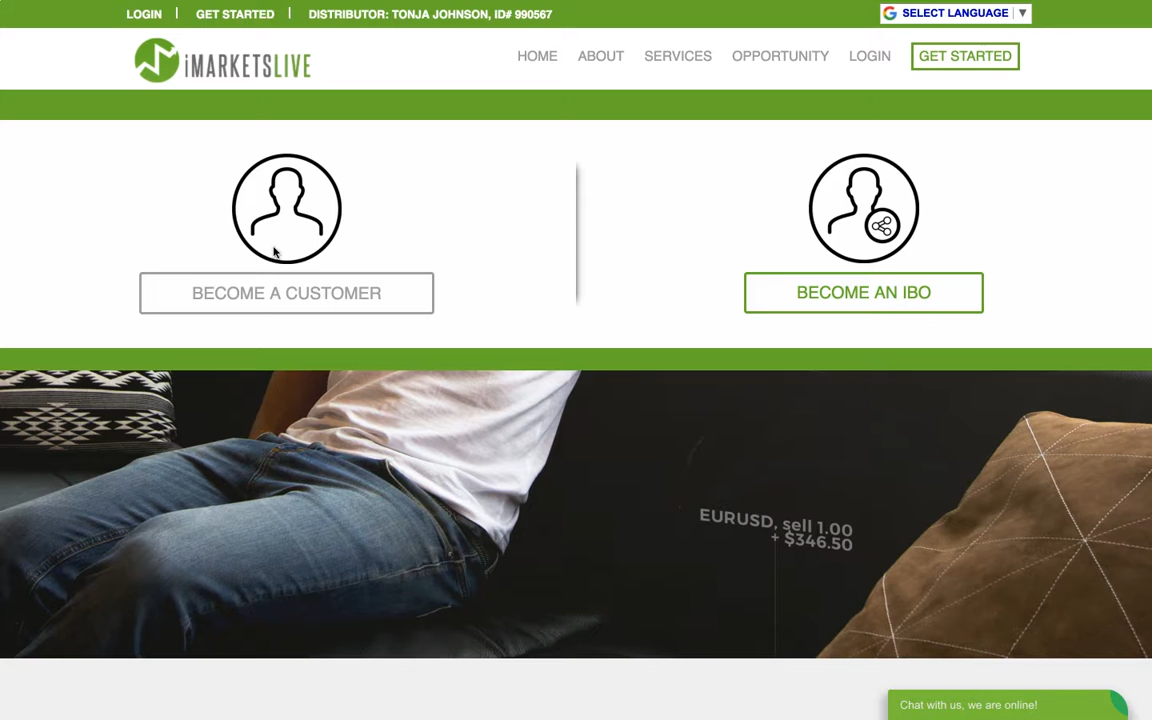 LOGIN GET STARTED DISTRIBUTOR: TONJA JOHNSON, ID# 990567
SELECT LANGUAGE ▼
iMARKETSLIVE
HOME ABOUT SERVICES OPPORTUNITY LOGIN GET STARTED
BECOME A CUSTOMER
BECOME AN IBO
EURUSD, sell 1.00
+ $346.50
Chat with us, we are online!